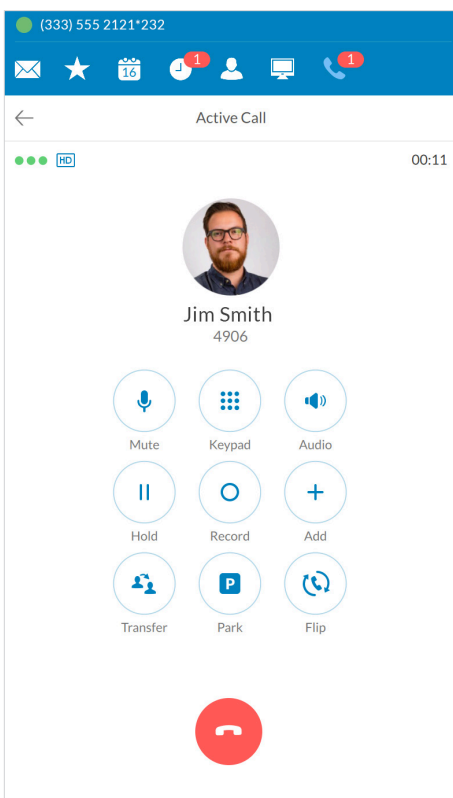 (333) 555 2121*232
16
1
1
Active Call
HD
00:11
Jim Smith
4906
Mute Keypad Audio
Hold Record Add
P
Transfer Park Flip